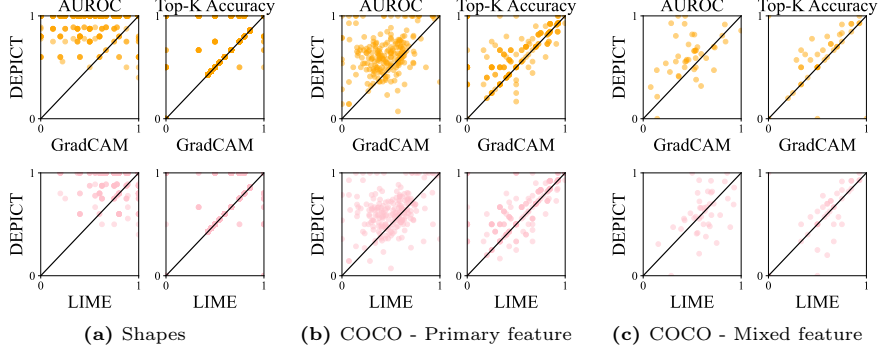 AUROC Top-K Accuracy AUROC Top-K Accuracy AUROC Top-K Accuracy
1 1 1 1 1 1
DEPICT DEPICT DEPICT
0 0 0 0 0 0
0 1 0 1 0 1 0 1 0 1 0 1
GradCAM GradCAM GradCAM GradCAM GradCAM GradCAM
1 1 1 1 1 1
DEPICT DEPICT DEPICT
0 0 0 0 0 0
0 1 0 1 0 1 0 1 0 1 0 1
LIME LIME LIME LIME LIME LIME
(a) Shapes (b) COCO - Primary feature (c) COCO - Mixed feature